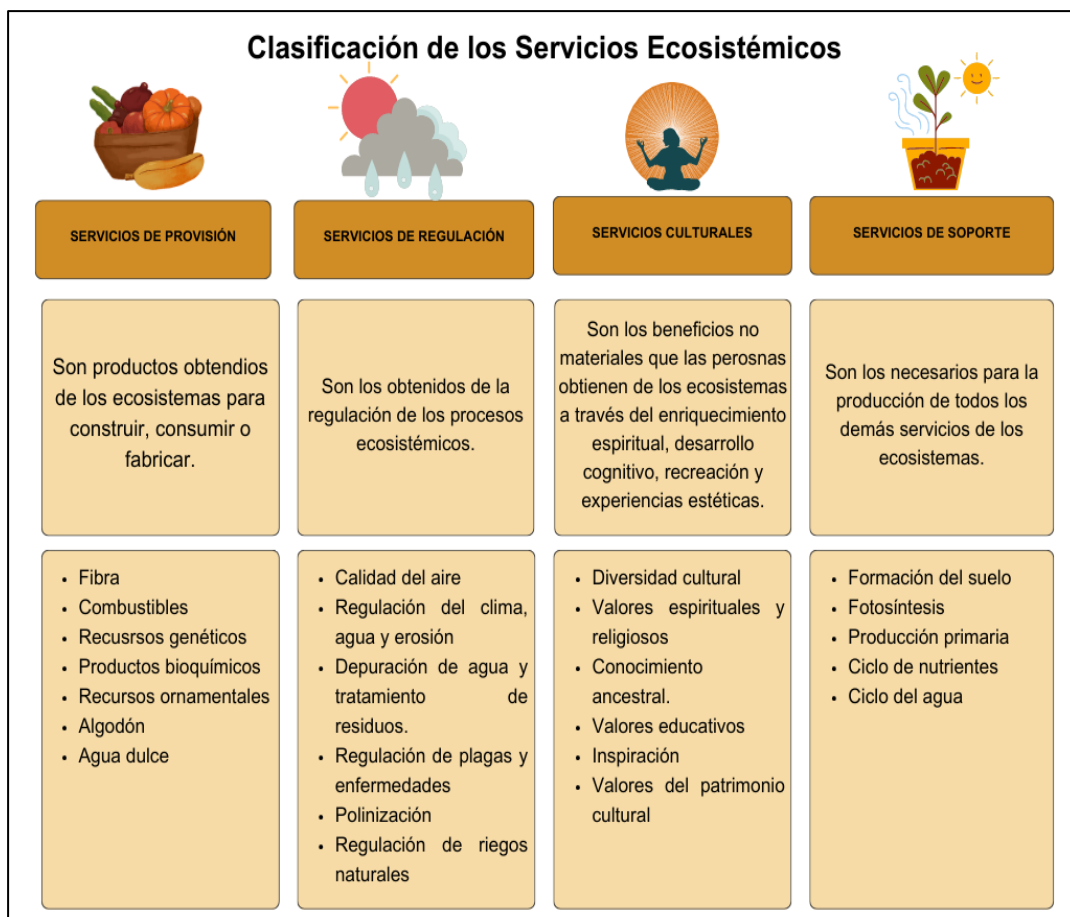 Clasificación de los Servicios Ecosistémicos
SERVICIOS DE PROVISIÓN
SERVICIOS DE REGULACIÓN
SERVICIOS CULTURALES
SERVICIOS DE SOPORTE
Son productos obtendios
de los ecosistemas para
construir, consumir o
fabricar.
Son los obtenidos de la
regulación de los procesos
ecosistémicos.
Son los beneficios no
materiales que las perosnas
obtienen de los ecosistemas
a través del enriquecimiento
espiritual, desarrollo
cognitivo, recreación y
experiencias estéticas.
Son los necesarios para la
producción de todos los
demás servicios de los
ecosistemas.
• Fibra
• Combustibles
• Recusrsos genéticos
• Productos bioquímicos
• Recursos ornamentales
• Algodón
• Agua dulce
• Calidad del aire
• Regulación del clima,
agua y erosión
• Depuración de agua y
tratamiento de
residuos.
• Regulación de plagas y
enfermedades
• Polinización
• Regulación de riegos
naturales
• Diversidad cultural
• Valores espirituales y
religiosos
• Conocimiento
ancestral.
• Valores educativos
• Inspiración
• Valores del patrimonio
cultural
• Formación del suelo
• Fotosíntesis
• Producción primaria
• Ciclo de nutrientes
• Ciclo del agua